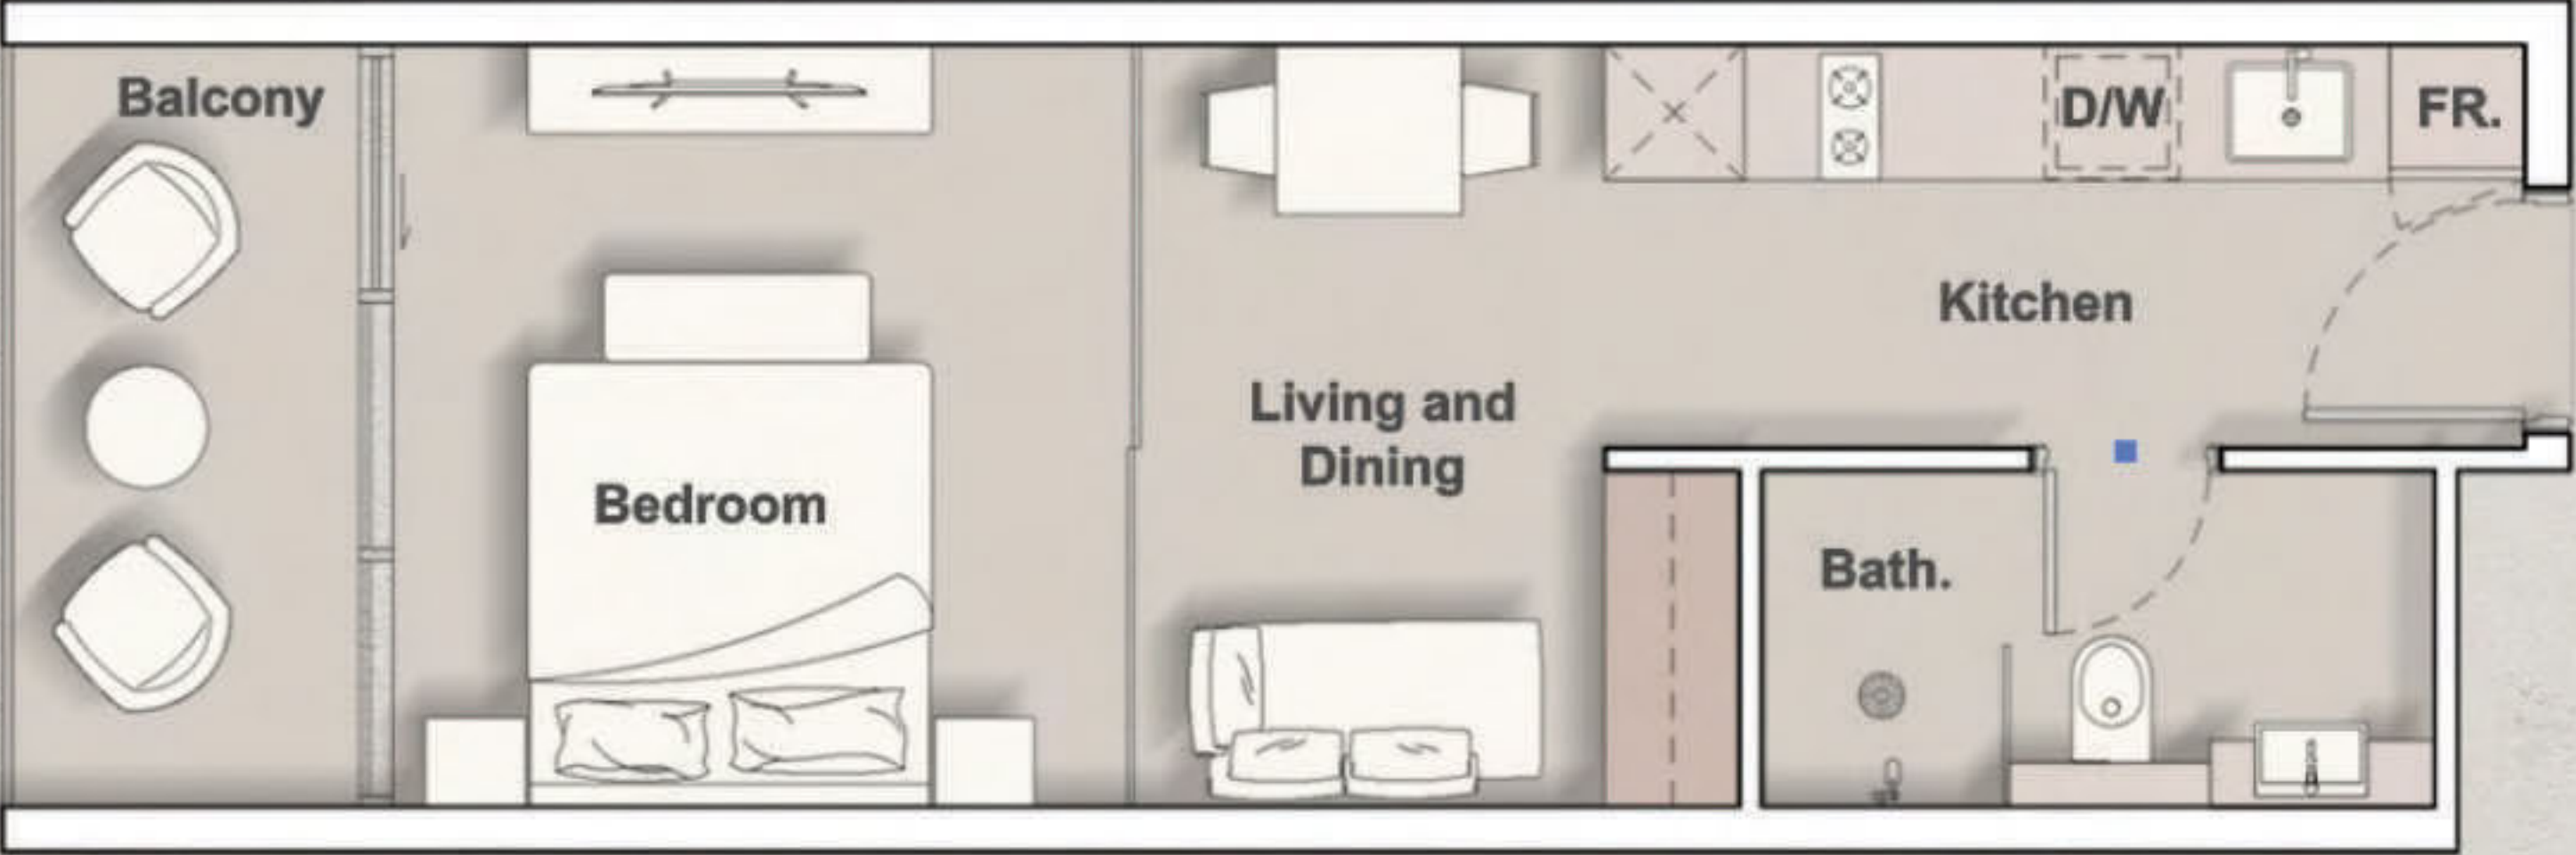 Balcony
D/W
FR.
Kitchen
Living and
Dining
Bedroom
Bath.